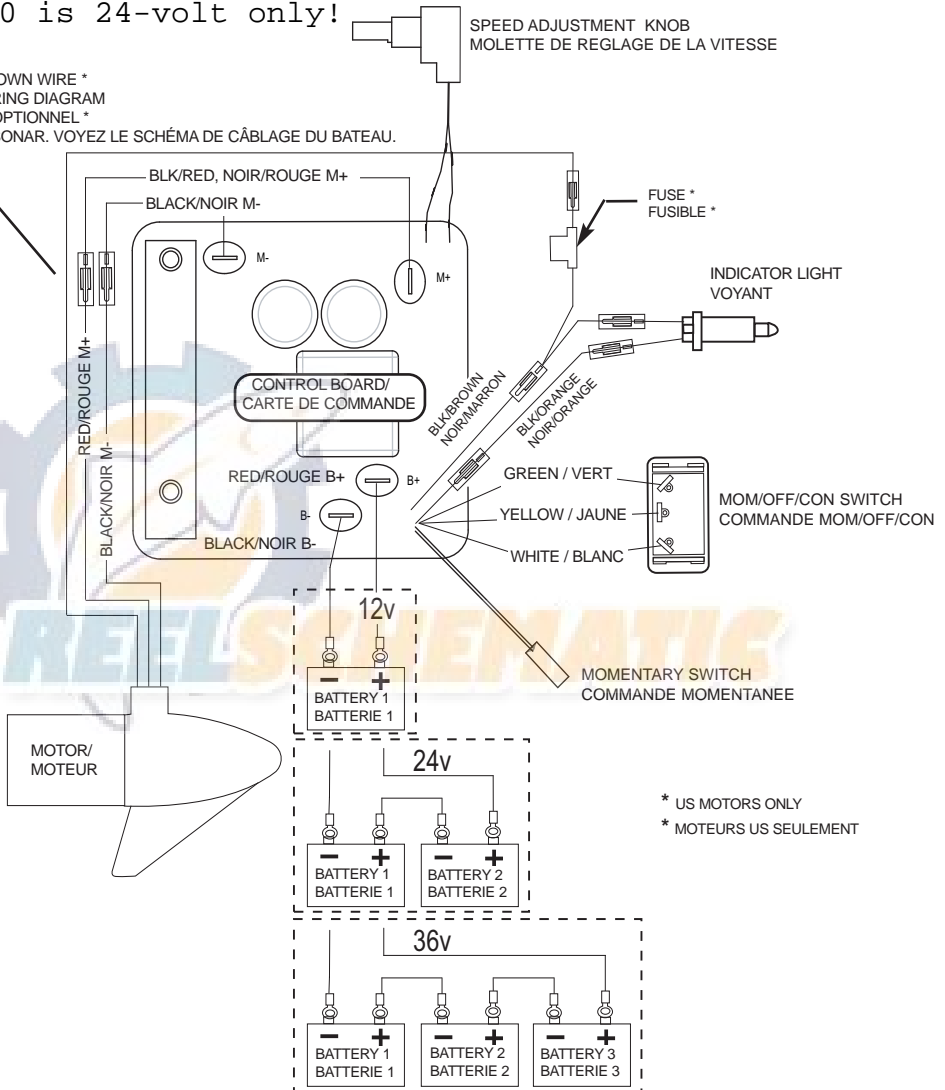 0 is 24-volt only!
SPEED ADJUSTMENT KNOB
MOLETTE DE REGLAGE DE LA VITESSE
OWN WIRE *
RING DIAGRAM
OPTIONNEL *
SONAR. VOYEZ LE SCHÉMA DE CÂBLAGE DU BATEAU.
BLK/RED, NOIR/ROUGE M+
BLACK/NOIR M-
FUSE *
FUSIBLE *
M-
M+
INDICATOR LIGHT
VOYANT
RED/ROUGE M+
BLACK/NOIR M-
CONTROL BOARD/
CARTE DE COMMANDE
BLK/BROWN
NOIR/MARRON
BLK/ORANGE
NOIR/ORANGE
RED/ROUGE B+
B+
B-
BLACK/NOIR B-
GREEN / VERT
YELLOW / JAUNE
WHITE / BLANC
MOM/OFF/CON SWITCH
COMMANDE MOM/OFF/CON
12v
REELSCHEMATIC
MOMENTARY SWITCH
COMMANDE MOMENTANEE
- +
BATTERY 1
BATTERIE 1
MOTOR/
MOTEUR
24v
* US MOTORS ONLY
* MOTEURS US SEULEMENT
- +
BATTERY 1
BATTERIE 1
- +
BATTERY 2
BATTERIE 2
36v
- +
BATTERY 1
BATTERIE 1
- +
BATTERY 2
BATTERIE 2
- +
BATTERY 3
BATTERIE 3